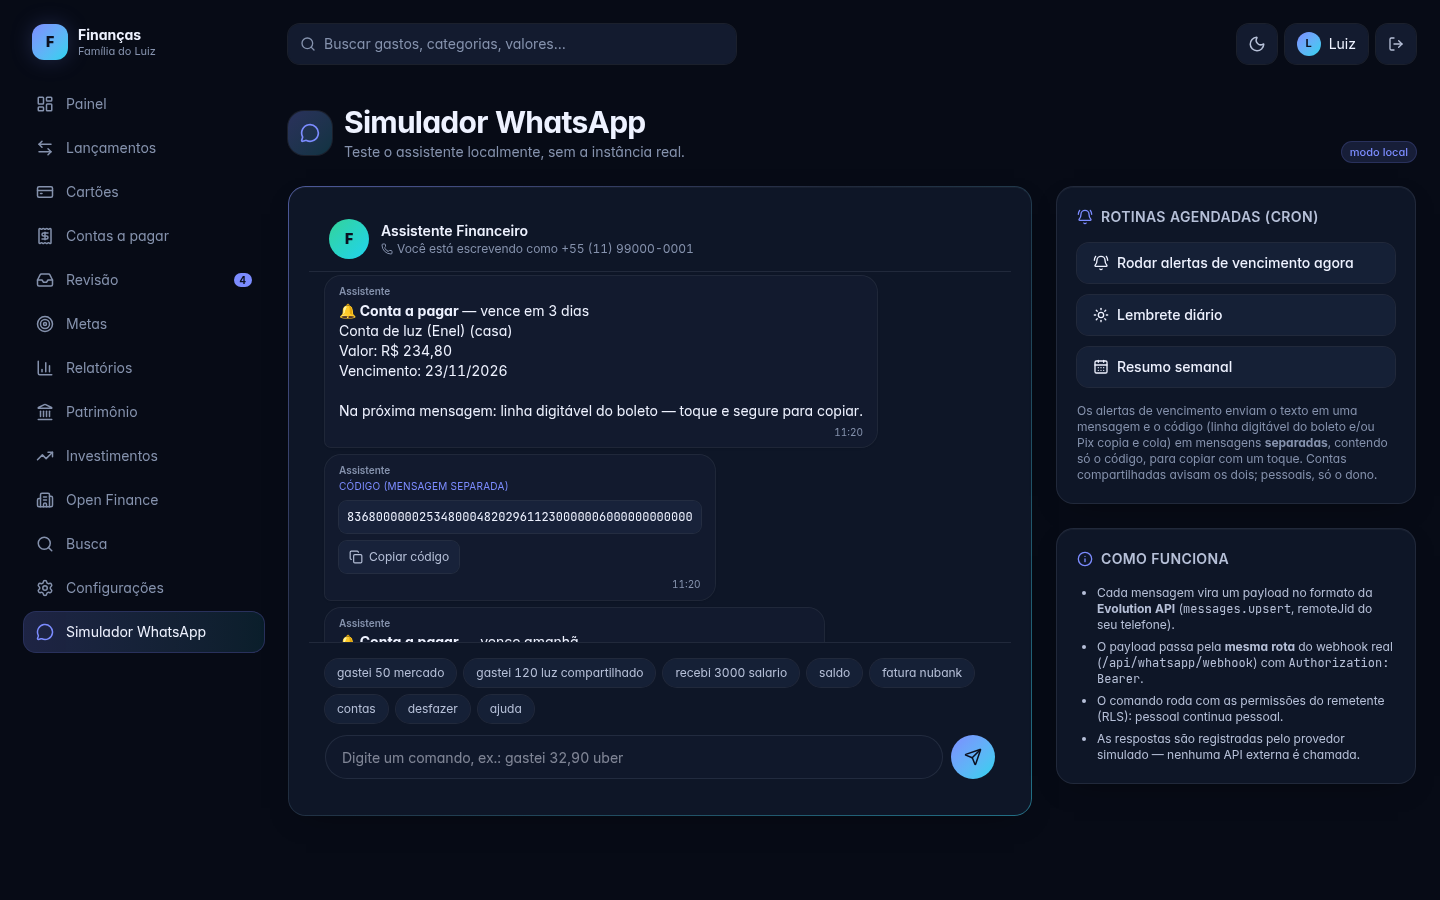 F
Finanças
Família do Luiz
Painel
Lançamentos
Cartões
Contas a pagar
Revisão
4
Metas
Relatórios
Patrimônio
Investimentos
Open Finance
Busca
Configurações
Simulador WhatsApp
Buscar gastos, categorias, valores...
L
Luiz
Simulador WhatsApp
Teste o assistente localmente, sem a instância real.
modo local
F
Assistente Financeiro
Você está escrevendo como +55 (11) 99000-0001
Assistente
🔔 Conta a pagar — vence em 3 dias
Conta de luz (Enel) (casa)
Valor: R$ 234,80
Vencimento: 23/11/2026
Na próxima mensagem: linha digitável do boleto — toque e segure para copiar.
11:20
Assistente
CÓDIGO (MENSAGEM SEPARADA)
836800000025348000482029611230000006000000000000
Copiar código
11:20
Assistente
🔔 Conta a pagar — vence amanhã
gastei 50 mercado
gastei 120 luz compartilhado
recebi 3000 salario
saldo
fatura nubank
contas
desfazer
ajuda
Digite um comando, ex.: gastei 32,90 uber
ROTINAS AGENDADAS (CRON)
Rodar alertas de vencimento agora
Lembrete diário
Resumo semanal
Os alertas de vencimento enviam o texto em uma
mensagem e o código (linha digitável do boleto e/ou
Pix copia e cola) em mensagens separadas, contendo
só o código, para copiar com um toque. Contas
compartilhadas avisam os dois; pessoais, só o dono.
COMO FUNCIONA
• Cada mensagem vira um payload no formato da
Evolution API (messages.upsert, remoteJid do
seu telefone).
• O payload passa pela mesma rota do webhook real
(/api/whatsapp/webhook) com Authorization:
Bearer.
• O comando roda com as permissões do remetente
(RLS): pessoal continua pessoal.
• As respostas são registradas pelo provedor
simulado — nenhuma API externa é chamada.